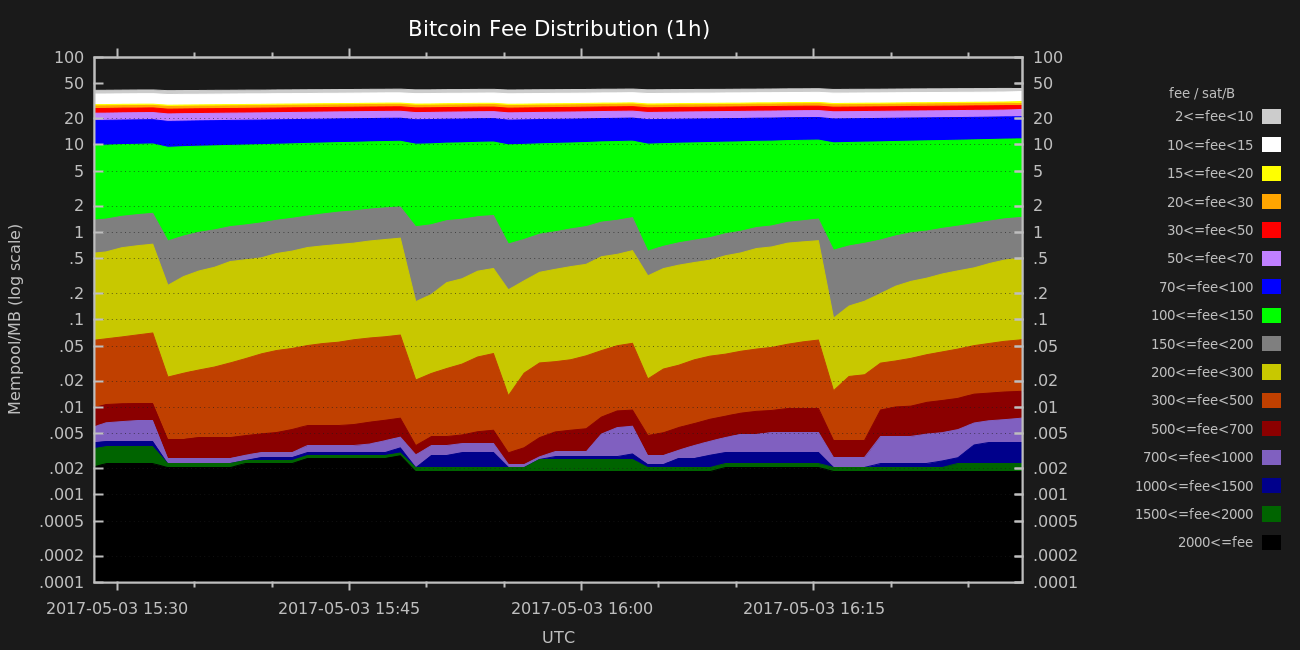 Bitcoin Fee Distribution (1h)
Mempool/MB (log scale)
100
50
20
10
5
2
1
.5
.2
.1
.05
.02
.01
.005
.002
.001
.0005
.0002
.0001
100
50
20
10
5
2
1
.5
.2
.1
.05
.02
.01
.005
.002
.001
.0005
.0002
.0001
2017-05-03 15:30
2017-05-03 15:45
2017-05-03 16:00
2017-05-03 16:15
UTC
fee / sat/B
2<=fee<10
10<=fee<15
15<=fee<20
20<=fee<30
30<=fee<50
50<=fee<70
70<=fee<100
100<=fee<150
150<=fee<200
200<=fee<300
300<=fee<500
500<=fee<700
700<=fee<1000
1000<=fee<1500
1500<=fee<2000
2000<=fee